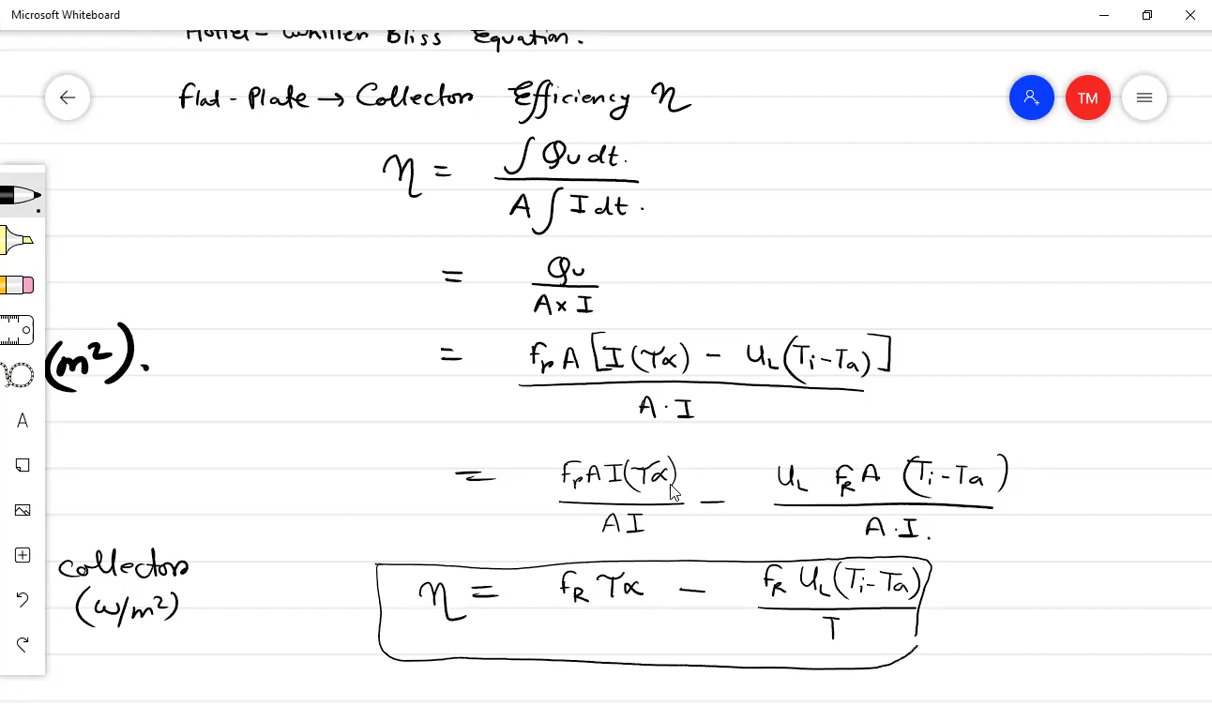 Microsoft Whiteboard
Hottel - Whillier Bliss Equation.
flat - Plate → Collector Efficiency η
TM
η = ∫ Qu dt. / A ∫ I dt.
= Qu / A × I
(m²).
= FR A [I(τα) - UL(Ti - Ta)] / A · I
= FR A I(τα) / A I - UL FR A (Ti - Ta) / A · I.
A
collector
(w/m²)
η = FR τα - FR UL(Ti - Ta) / T